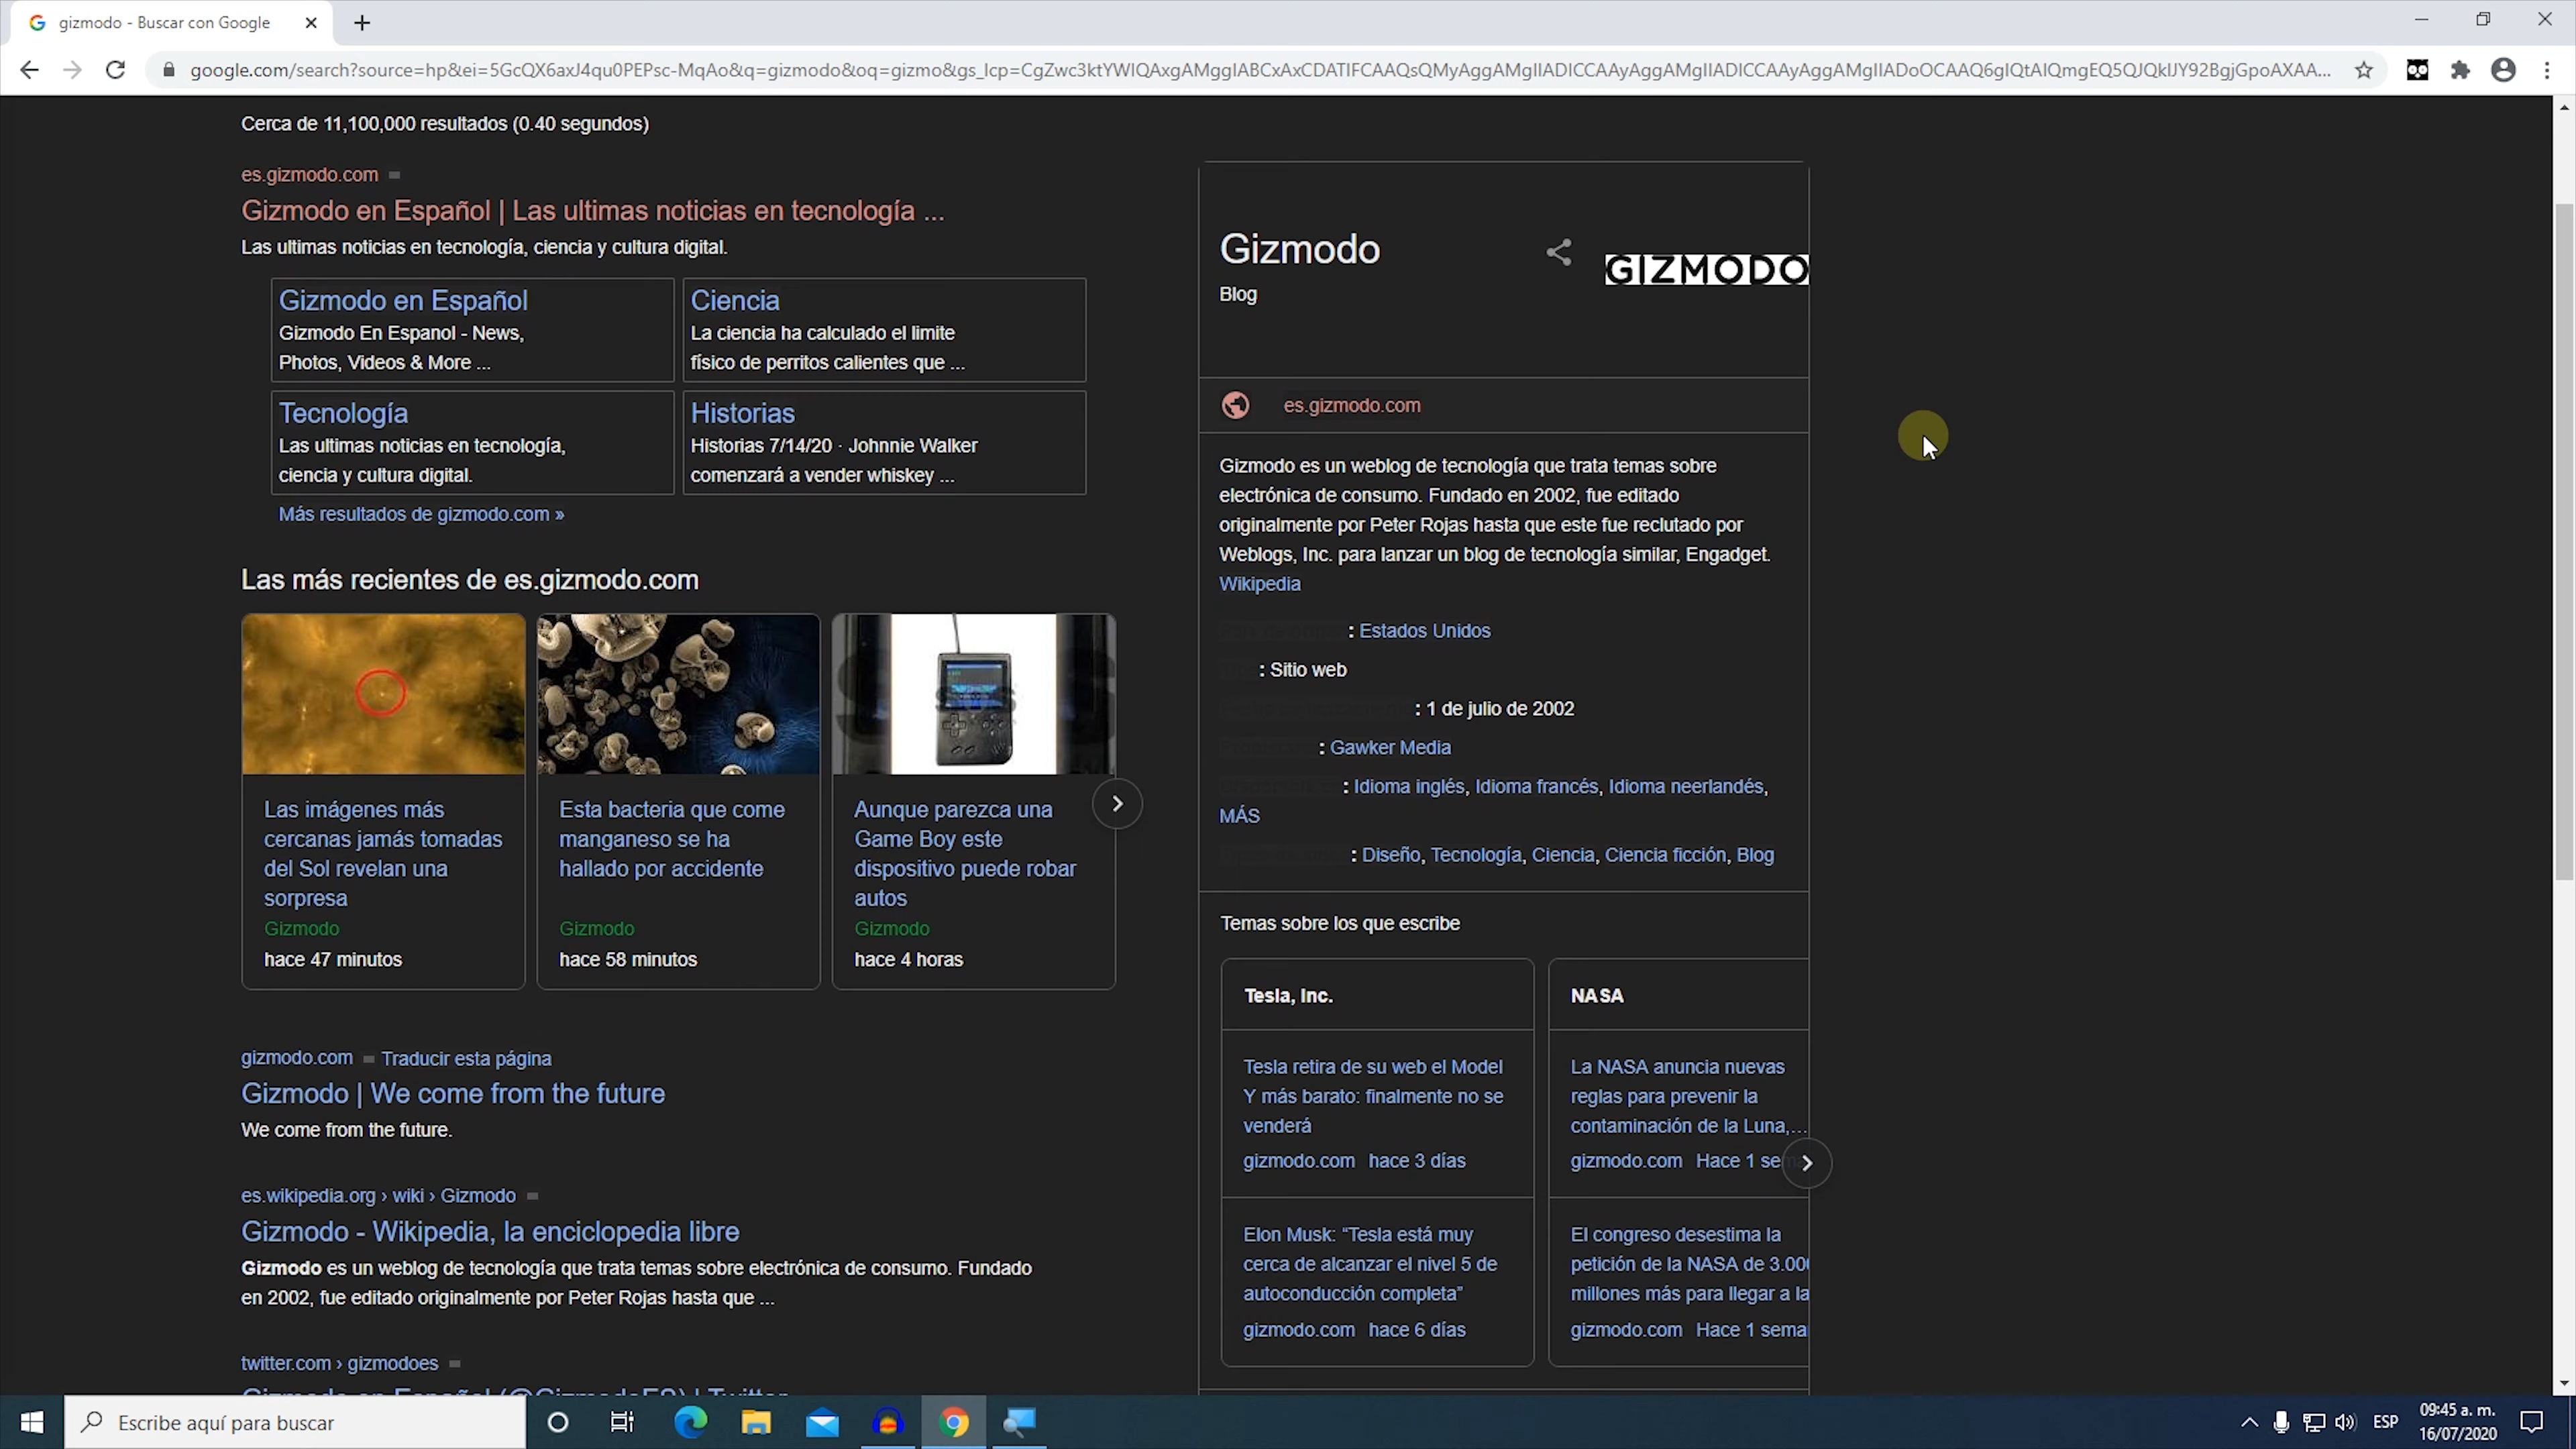 gizmodo - Buscar con Google
google.com/search?source=hp&ei=5GcQX6axJ4qu0PEPsc-MqAo&q=gizmodo&oq=gizmo&gs_lcp=
Cerca de 11,100,000 resultados (0.40 segundos)
es.gizmodo.com
Gizmodo en Español | Las ultimas noticias en tecnología ...
Las ultimas noticias en tecnología, ciencia y cultura digital.
Gizmodo en Español
Gizmodo En Espanol - News,
Photos, Videos & More ...
Ciencia
La ciencia ha calculado el limite
físico de perritos calientes que ...
Tecnología
Las ultimas noticias en tecnología,
ciencia y cultura digital.
Historias
Historias 7/14/20 · Johnnie Walker
comenzará a vender whiskey ...
Más resultados de gizmodo.com »
Las más recientes de es.gizmodo.com
Las imágenes más
cercanas jamás tomadas
del Sol revelan una
sorpresa
Gizmodo
hace 47 minutos
Esta bacteria que come
manganeso se ha
hallado por accidente
Gizmodo
hace 58 minutos
Aunque parezca una
Game Boy este
dispositivo puede robar
autos
Gizmodo
hace 4 horas
gizmodo.com Traducir esta página
Gizmodo | We come from the future
We come from the future.
es.wikipedia.org › wiki › Gizmodo
Gizmodo - Wikipedia, la enciclopedia libre
Gizmodo es un weblog de tecnología que trata temas sobre electrónica de consumo. Fundado
en 2002, fue editado originalmente por Peter Rojas hasta que ...
twitter.com › gizmodoes
Gizmodo en Español (@GizmodoES) | Twitter
Gizmodo
Blog
GIZMODO
es.gizmodo.com
Gizmodo es un weblog de tecnología que trata temas sobre
electrónica de consumo. Fundado en 2002, fue editado
originalmente por Peter Rojas hasta que este fue reclutado por
Weblogs, Inc. para lanzar un blog de tecnología similar, Engadget.
Wikipedia
: Estados Unidos
: Sitio web
: 1 de julio de 2002
: Gawker Media
: Idioma inglés, Idioma francés, Idioma neerlandés,
MÁS
: Diseño, Tecnología, Ciencia, Ciencia ficción, Blog
Temas sobre los que escribe
Tesla, Inc.
Tesla retira de su web el Model
Y más barato: finalmente no se
venderá
gizmodo.com hace 3 días
Elon Musk: “Tesla está muy
cerca de alcanzar el nivel 5 de
autoconducción completa”
gizmodo.com hace 6 días
NASA
La NASA anuncia nuevas
reglas para prevenir la
contaminación de la Luna,...
gizmodo.com Hace 1 se
El congreso desestima la
petición de la NASA de 3.00
millones más para llegar a la
gizmodo.com Hace 1 sema
Escribe aquí para buscar
ESP
09:45 a. m.
16/07/2020